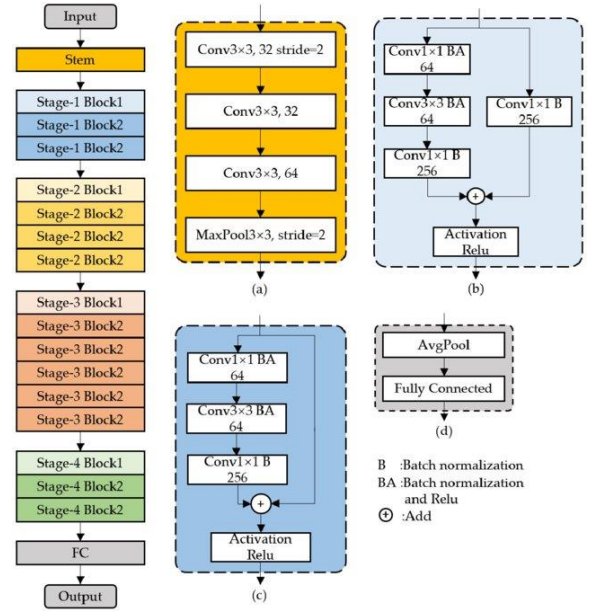 Input
Stem
Stage-1 Block1
Stage-1 Block2
Stage-1 Block2
Stage-2 Block1
Stage-2 Block2
Stage-2 Block2
Stage-2 Block2
Stage-3 Block1
Stage-3 Block2
Stage-3 Block2
Stage-3 Block2
Stage-3 Block2
Stage-3 Block2
Stage-4 Block1
Stage-4 Block2
Stage-4 Block2
FC
Output
Conv3×3, 32 stride=2
Conv3×3, 32
Conv3×3, 64
MaxPool3×3, stride=2
(a)
Conv1×1 BA
64
Conv3×3 BA
64
Conv1×1 B
256
Conv1×1 B
256
+
Activation
Relu
(b)
Conv1×1 BA
64
Conv3×3 BA
64
Conv1×1 B
256
+
Activation
Relu
(c)
AvgPool
Fully Connected
(d)
B :Batch normalization
BA :Batch normalization
and Relu
⊕ :Add